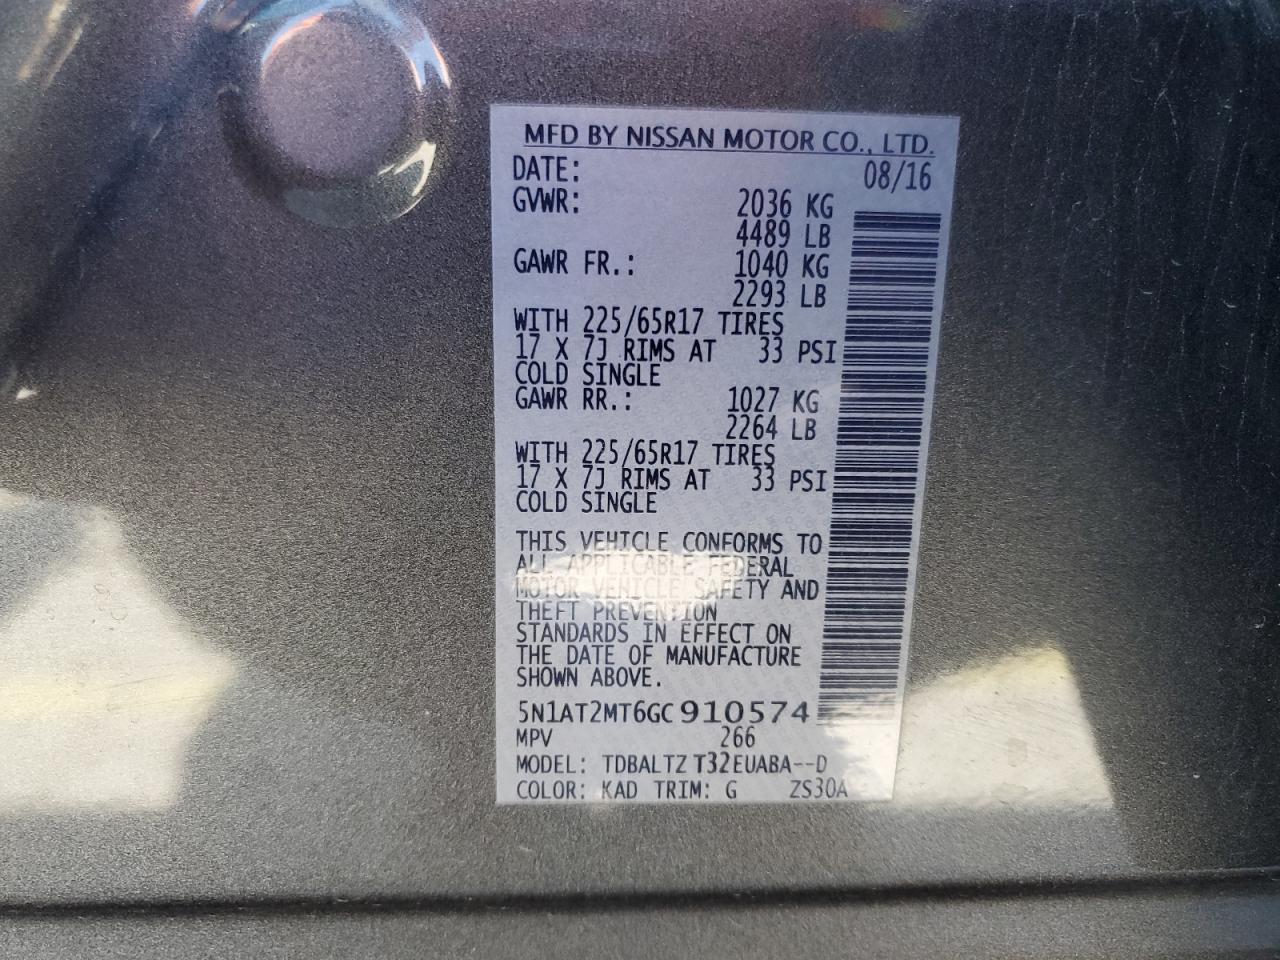 MFD BY NISSAN MOTOR CO., LTD.
DATE: 08/16
GVWR: 2036 KG
4489 LB
GAWR FR.: 1040 KG
2293 LB
WITH 225/65R17 TIRES
17 X 7J RIMS AT 33 PSI
COLD SINGLE
GAWR RR.: 1027 KG
2264 LB
WITH 225/65R17 TIRES
17 X 7J RIMS AT 33 PSI
COLD SINGLE
THIS VEHICLE CONFORMS TO
ALL APPLICABLE FEDERAL
MOTOR VEHICLE SAFETY AND
THEFT PREVENTION
STANDARDS IN EFFECT ON
THE DATE OF MANUFACTURE
SHOWN ABOVE.
5N1AT2MT6GC910574
MPV 266
MODEL: TDBALTZ T32EUABA--D
COLOR: KAD TRIM: G ZS30A